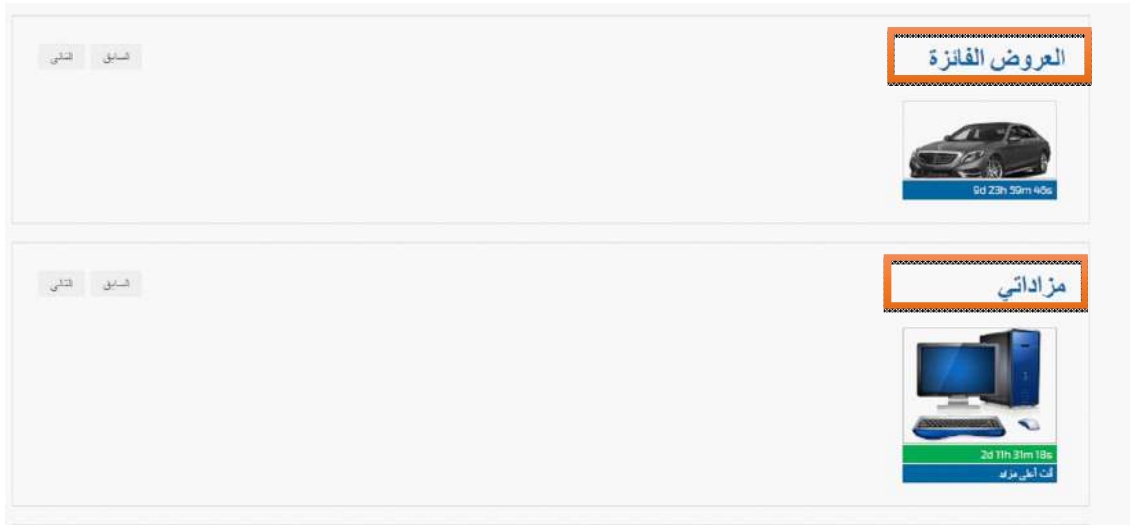 العروض الفائزة
السابق التالي
9d 23h 59m 46s
مزاداتي
السابق التالي
2d 11h 31m 18s
أنت أعلى مزايد